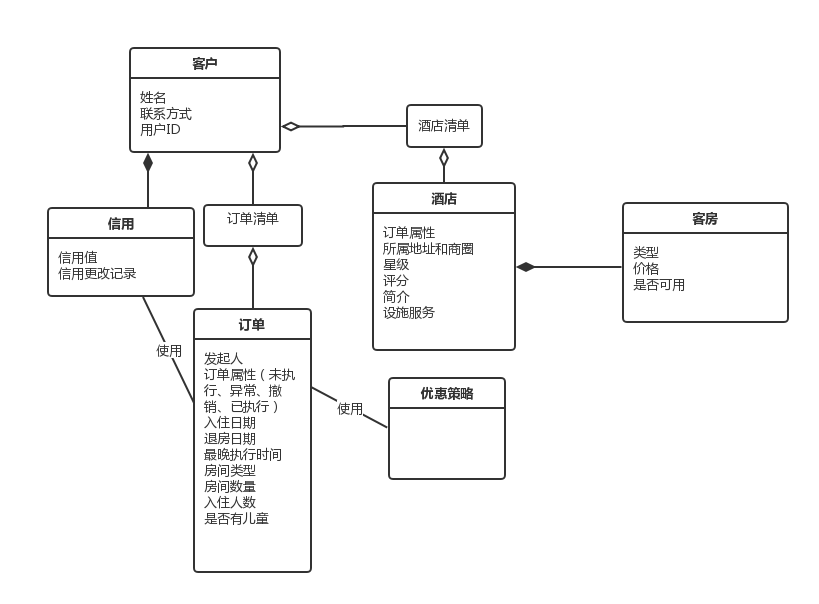 客户
姓名
联系方式
用户ID
酒店清单
信用
信用值
信用更改记录
订单清单
酒店
订单属性
所属地址和商圈
星级
评分
简介
设施服务
客房
类型
价格
是否可用
使用
订单
发起人
订单属性（未执
行、异常、撤
销、已执行）
入住日期
退房日期
最晚执行时间
房间类型
房间数量
入住人数
是否有儿童
使用
优惠策略